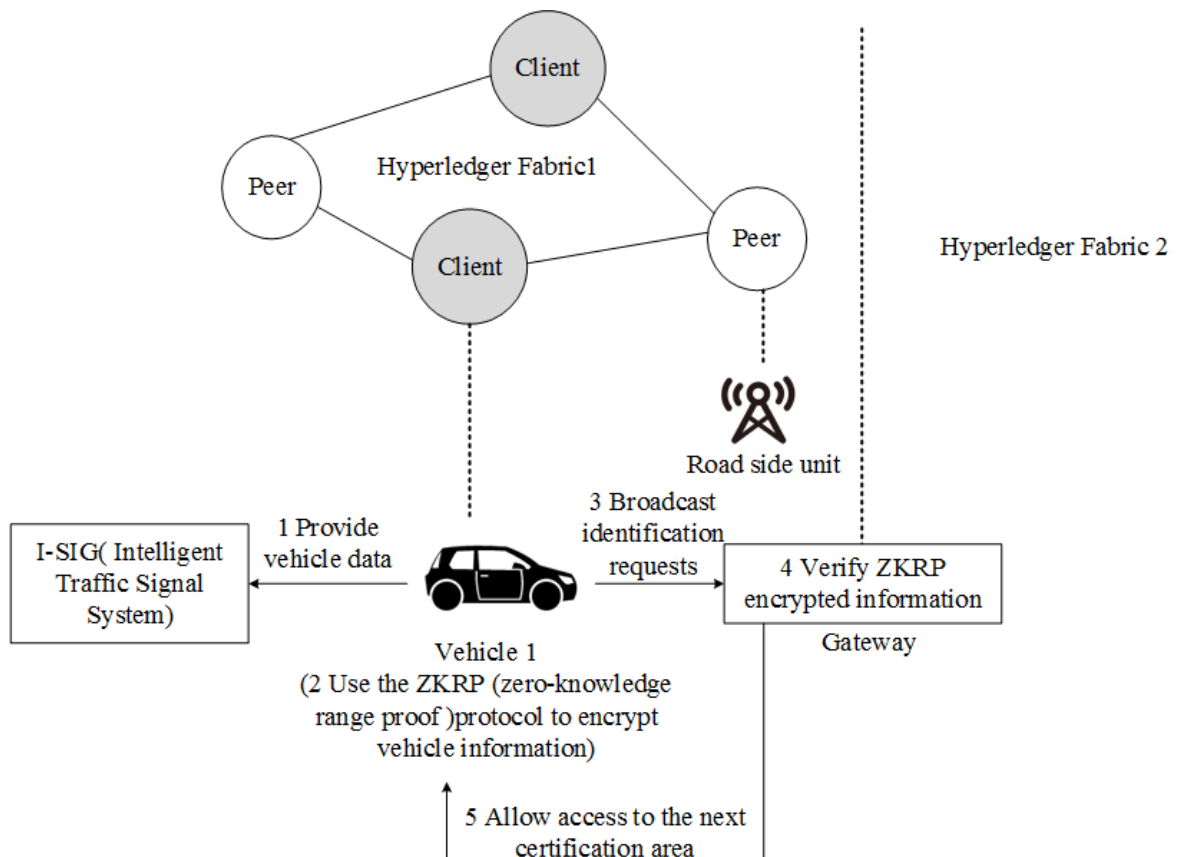 Client
Hyperledger Fabric1
Peer
Peer
Client
Hyperledger Fabric 2
Road side unit
1 Provide
vehicle data
3 Broadcast
identification
requests
I-SIG( Intelligent
Traffic Signal
System)
4 Verify ZKRP
encrypted information
Gateway
Vehicle 1
(2 Use the ZKRP (zero-knowledge
range proof )protocol to encrypt
vehicle information)
5 Allow access to the next
certification area